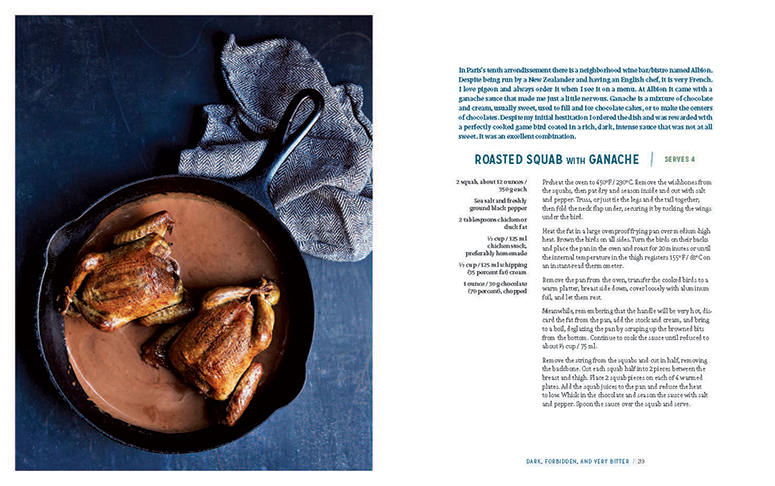 In Paris's tenth arrondissement there is a neighborhood wine bar/bistro named Albion.
Despite being run by a New Zealander and having an English chef, it is very French.
I love pigeon and always order it when I see it on a menu. At Albion it came with a
ganache sauce that made me just a little nervous. Ganache is a mixture of chocolate
and cream, usually sweet, used to fill and ice chocolate cakes, or to make the centers
of chocolates. Despite my initial hestitation I ordered the dish and was rewarded with
a perfectly cooked game bird coated in a rich, dark, intense sauce that was not at all
sweet. It was an excellent combination.
ROASTED SQUAB WITH GANACHE / SERVES 4
2 squab, about 12 ounces /
350 g each
Sea salt and freshly
ground black pepper
2 tablespoons chicken or
duck fat
½ cup / 125 ml
chicken stock,
preferably homemade
½ cup / 125 ml whipping
(35 percent fat) cream
1 ounce / 30 g chocolate
(70 percent), chopped
Preheat the oven to 450°F / 230°C. Remove the wishbones from
the squabs, then pat dry and season inside and out with salt
and pepper. Truss, or just tie the legs and the tail together,
then fold the neck flap under, securing it by tucking the wings
under the bird.
Heat the fat in a large ovenproof frying pan over medium-high
heat. Brown the birds on all sides. Turn the birds on their backs
and place the pan in the oven and roast for 20 minutes or until
the internal temperature in the thigh registers 155°F / 68°C on
an instant-read thermometer.
Remove the pan from the oven, transfer the cooked birds to a
warm platter, breast side down, cover loosely with aluminum
foil, and let them rest.
Meanwhile, remembering that the handle will be very hot, dis-
card the fat from the pan, add the stock and cream, and bring
to a boil, deglazing the pan by scraping up the browned bits
from the bottom. Continue to cook the sauce until reduced to
about ⅓ cup / 75 ml.
Remove the string from the squabs and cut in half, removing
the backbone. Cut each squab half into 2 pieces between the
breast and thigh. Place 2 squab pieces on each of 4 warmed
plates. Add the squab juices to the pan and reduce the heat
to low. Whisk in the chocolate and season the sauce with salt
and pepper. Spoon the sauce over the squab and serve.
DARK, FORBIDDEN, AND VERY BITTER / 219